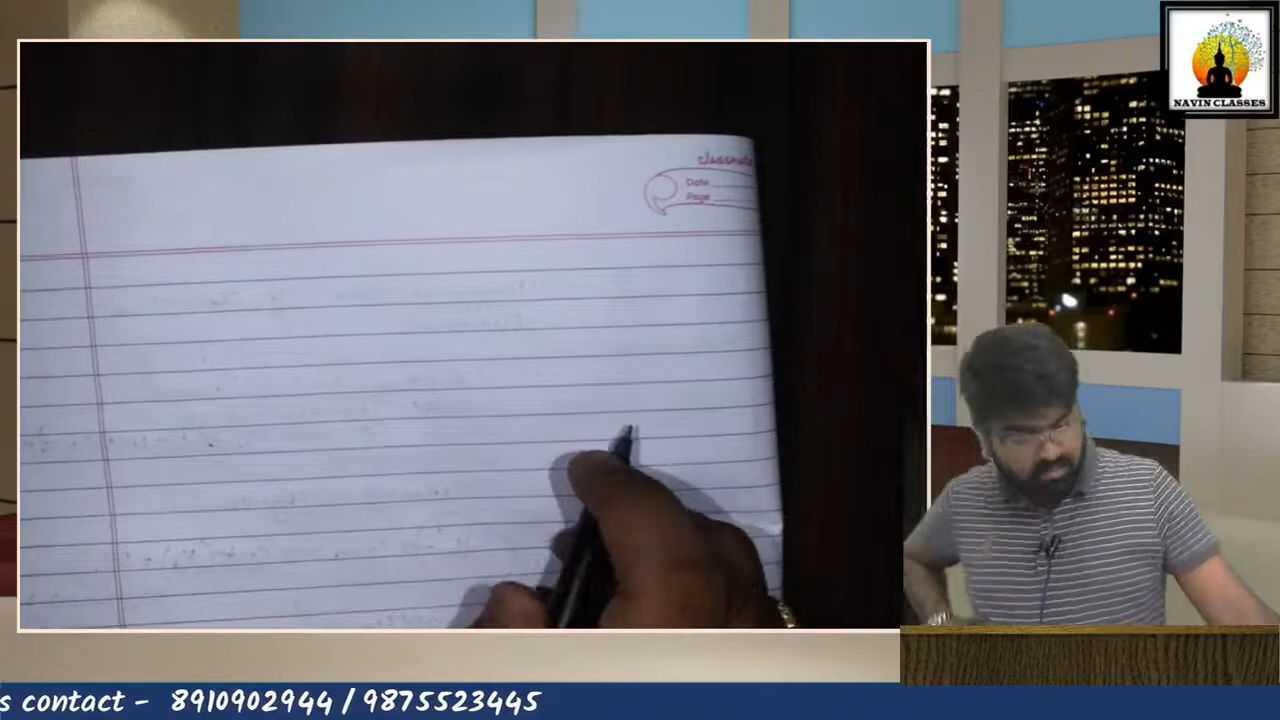 NAVIN CLASSES
classmate
Date
Page
s contact - 8910902944 / 9875523445